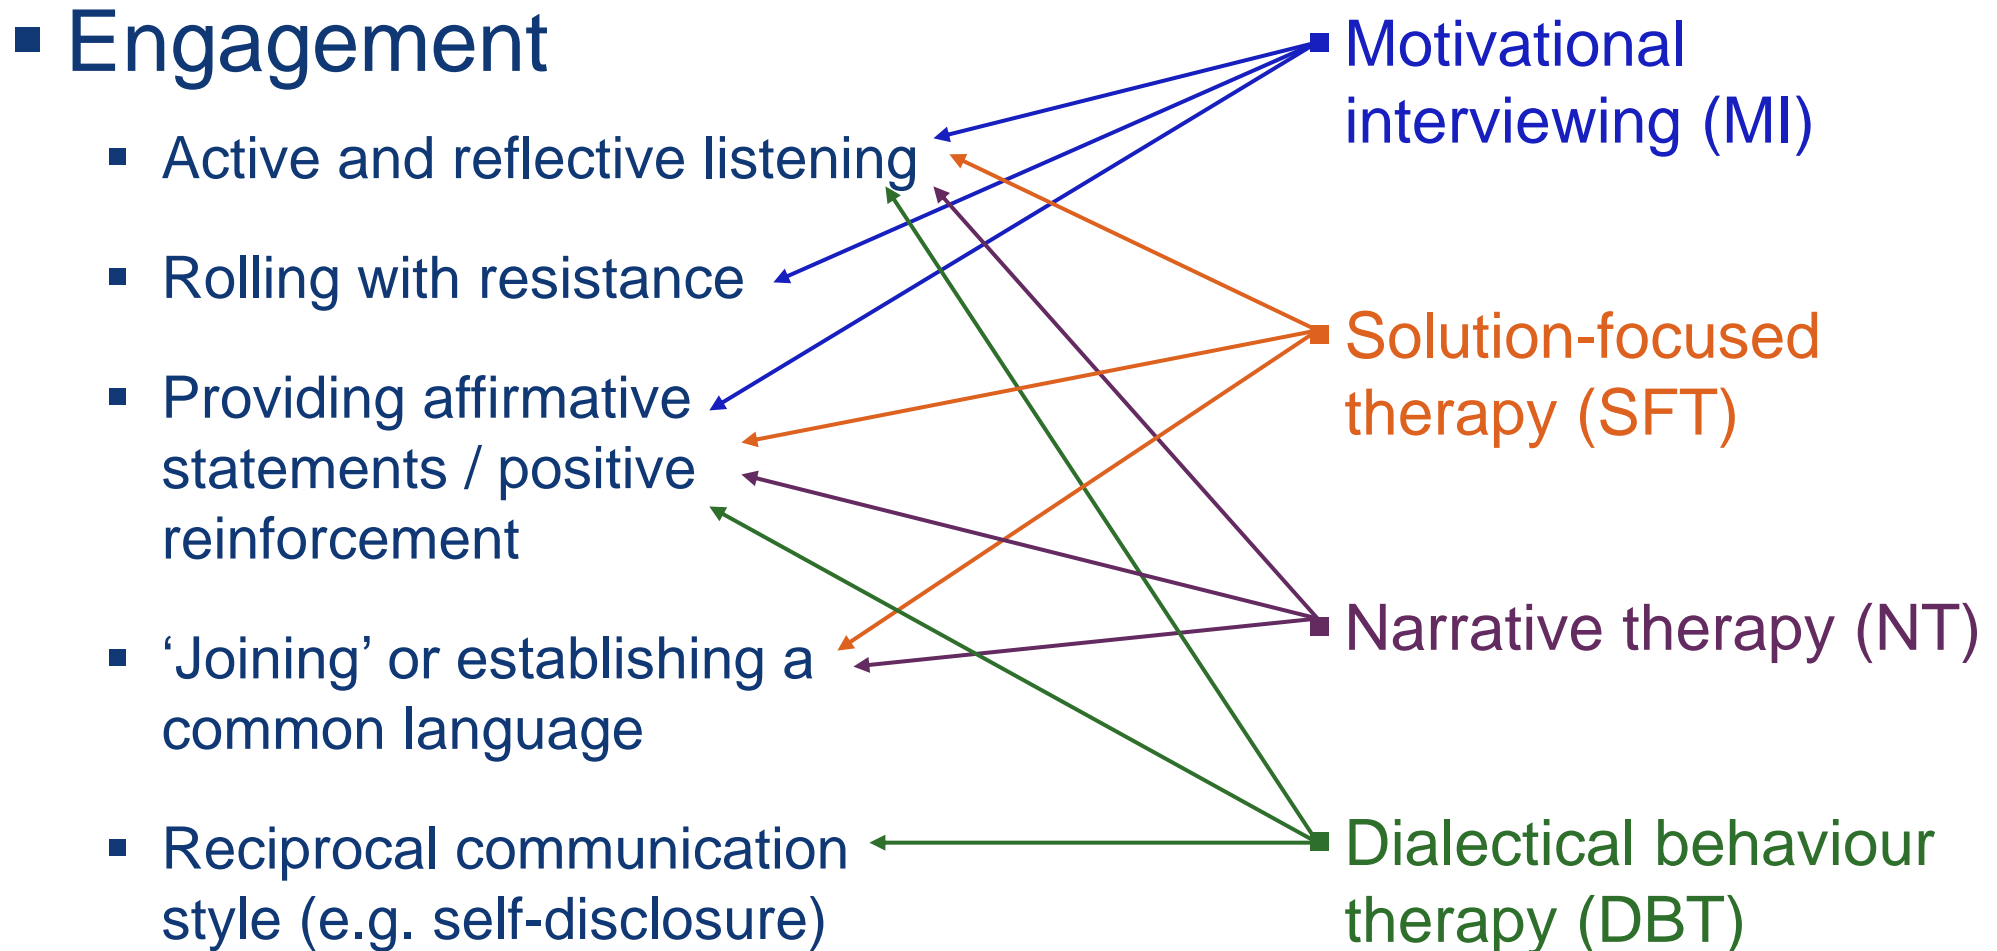 Engagement
Active and reflective listening
Rolling with resistance
Providing affirmative
statements / positive
reinforcement
‘Joining’ or establishing a
common language
Reciprocal communication
style (e.g. self-disclosure)
Motivational
interviewing (MI)
Solution-focused
therapy (SFT)
Narrative therapy (NT)
Dialectical behaviour
therapy (DBT)